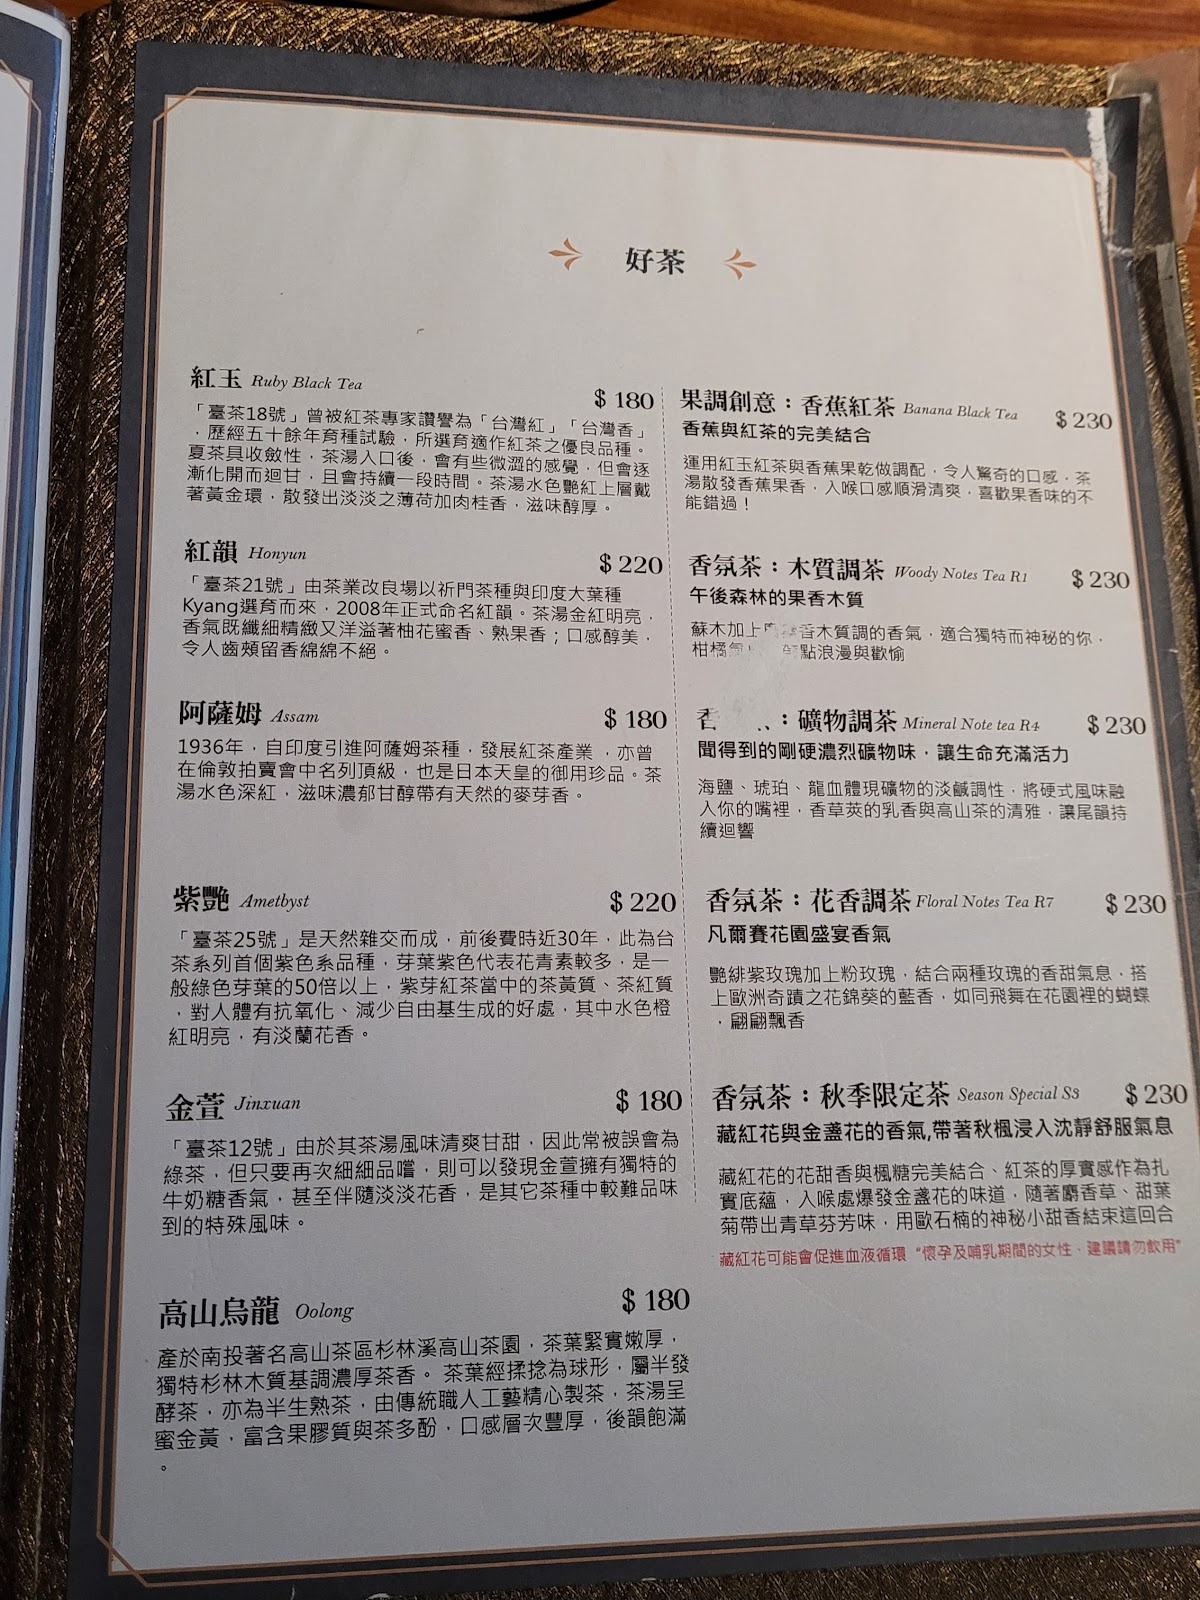 好茶
紅玉 Ruby Black Tea
$ 180
「臺茶18號」曾被紅茶專家讚譽為「台灣紅」「台灣香」
，歷經五十餘年育種試驗，所選育適作紅茶之優良品種。
夏茶具收斂性，茶湯入口後，會有些微澀的感覺，但會逐
漸化開而迴甘，且會持續一段時間。茶湯水色艷紅上層戴
著黃金環，散發出淡淡之薄荷加肉桂香，滋味醇厚。
紅韻 Honyun
$ 220
「臺茶21號」由茶業改良場以祈門茶種與印度大葉種
Kyang選育而來，2008年正式命名紅韻。茶湯金紅明亮，
香氣既纖細精緻又洋溢著柚花蜜香、熟果香；口感醇美，
令人齒頰留香綿綿不絕。
阿薩姆 Assam
$ 180
1936年，自印度引進阿薩姆茶種，發展紅茶產業 ，亦曾
在倫敦拍賣會中名列頂級，也是日本天皇的御用珍品。茶
湯水色深紅，滋味濃郁甘醇帶有天然的麥芽香。
紫艷 Ametbyst
$ 220
「臺茶25號」是天然雜交而成，前後費時近30年，此為台
茶系列首個紫色系品種，芽葉紫色代表花青素較多，是一
般綠色芽葉的50倍以上，紫芽紅茶當中的茶黃質、茶紅質
，對人體有抗氧化、減少自由基生成的好處，其中水色橙
紅明亮，有淡蘭花香。
金萱 Jinxuan
$ 180
「臺茶12號」由於其茶湯風味清爽甘甜，因此常被誤會為
綠茶，但只要再次細細品嚐，則可以發現金萱擁有獨特的
牛奶糖香氣，甚至伴隨淡淡花香，是其它茶種中較難品味
到的特殊風味。
高山烏龍 Oolong
$ 180
產於南投著名高山茶區杉林溪高山茶園，茶葉緊實嫩厚，
獨特杉林木質基調濃厚茶香。茶葉經揉捻為球形，屬半發
酵茶，亦為半生熟茶，由傳統職人工藝精心製茶，茶湯呈
蜜金黃，富含果膠質與茶多酚，口感層次豐厚，後韻飽滿
。
果調創意：香蕉紅茶 Banana Black Tea
$ 230
香蕉與紅茶的完美結合
運用紅玉紅茶與香蕉果乾做調配，令人驚奇的口感，茶
湯散發香蕉果香，入喉口感順滑清爽，喜歡果香味的不
能錯過！
香氛茶：木質調茶 Woody Notes Tea R1
$ 230
午後森林的果香木質
蘇木加上 香木質調的香氣，適合獨特而神秘的你，
柑橘 點浪漫與歡愉
香 ：礦物調茶 Mineral Note tea R4
$ 230
聞得到的剛硬濃烈礦物味，讓生命充滿活力
海鹽、琥珀、龍血體現礦物的淡鹹調性，將硬式風味融
入你的嘴裡，香草莢的乳香與高山茶的清雅，讓尾韻持
續迴響
香氛茶：花香調茶 Floral Notes Tea R7
$ 230
凡爾賽花園盛宴香氣
艷緋紫玫瑰加上粉玫瑰，結合兩種玫瑰的香甜氣息，搭
上歐洲奇蹟之花錦葵的藍香，如同飛舞在花園裡的蝴蝶
，翩翩飄香
香氛茶：秋季限定茶 Season Special S3
$ 230
藏紅花與金盞花的香氣,帶著秋楓浸入沈靜舒服氣息
藏紅花的花甜香與楓糖完美結合、紅茶的厚實感作為扎
實底蘊，入喉處爆發金盞花的味道，隨著麝香草、甜葉
菊帶出青草芬芳味，用歐石楠的神秘小甜香結束這回合
藏紅花可能會促進血液循環 “懷孕及哺乳期間的女性，建議請勿飲用”